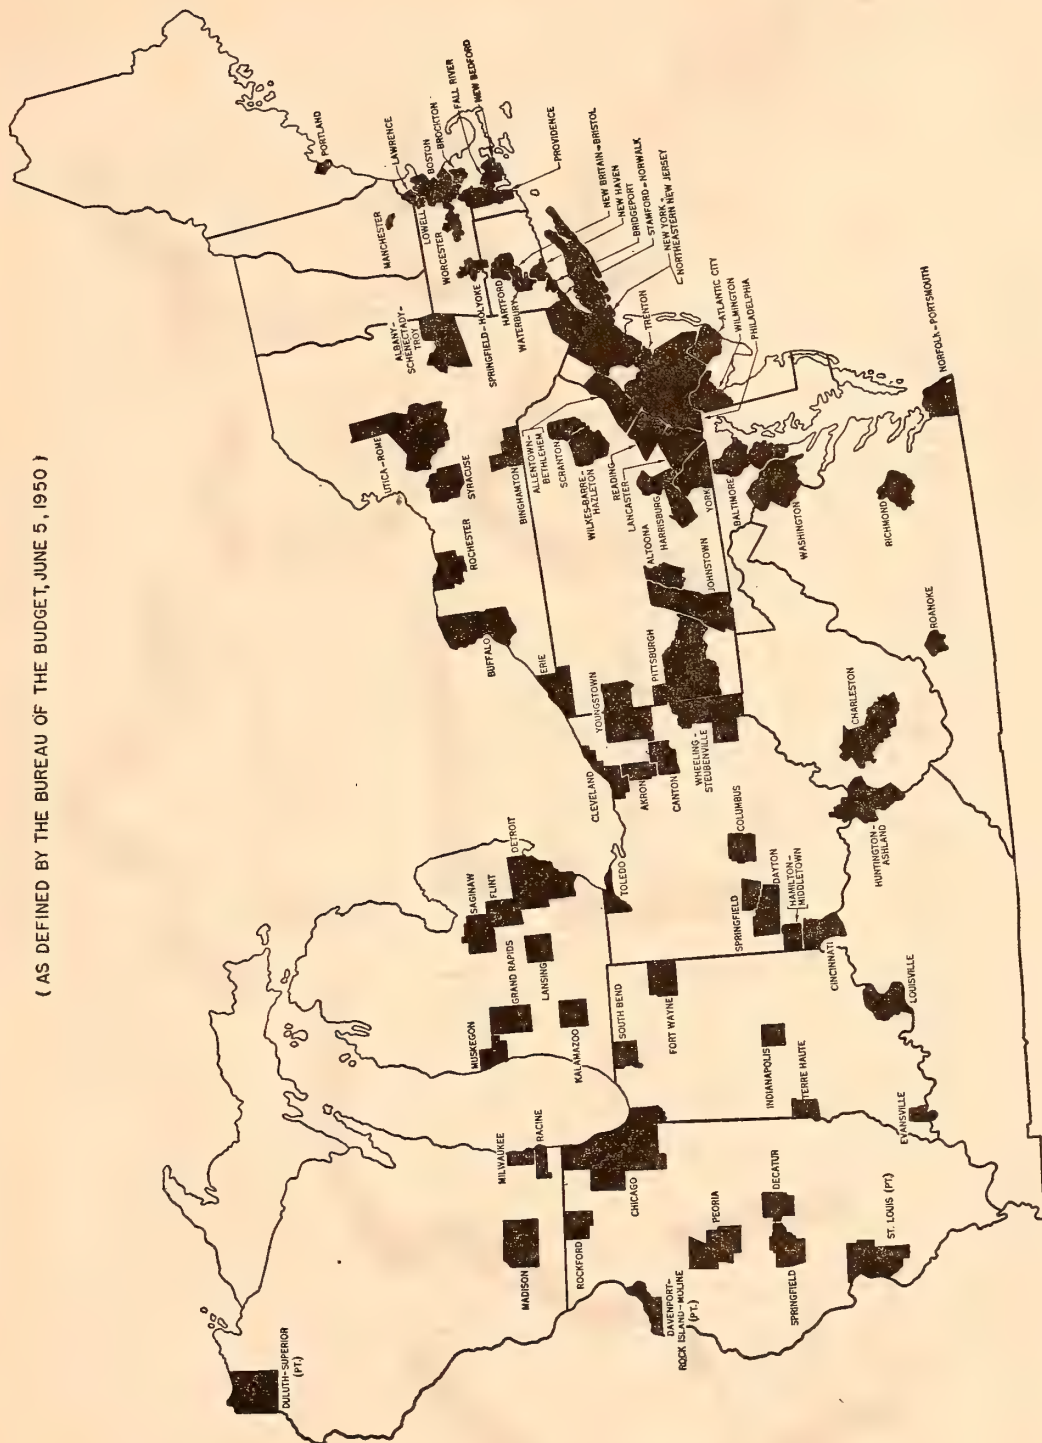 (AS DEFINED BY THE BUREAU OF THE BUDGET, JUNE 5, 1950)
DULUTH-SUPERIOR
(PT.)
MADISON
MILWAUKEE
RACINE
ROCKFORD
CHICAGO
DAVENPORT-
ROCK ISLAND-MOLINE
(PT.)
PEORIA
DECATUR
SPRINGFIELD
ST. LOUIS (PT)
MUSKEGON
GRAND RAPIDS
SAGINAW
FLINT
DETROIT
LANSING
KALAMAZOO
SOUTH BEND
FORT WAYNE
INDIANAPOLIS
TERRE HAUTE
EVANSVILLE
LOUISVILLE
TOLEDO
CLEVELAND
AKRON
CANTON
YOUNGSTOWN
COLUMBUS
SPRINGFIELD
DAYTON
HAMILTON-
MIDDLETOWN
CINCINNATI
WHEELING-
STEUBENVILLE
HUNTINGTON-
ASHLAND
CHARLESTON
ERIE
PITTSBURGH
JOHNSTOWN
ALTOONA
BUFFALO
ROCHESTER
SYRACUSE
UTICA-ROME
BINGHAMTON
ALBANY-
SCHENECTADY-
TROY
ALLENTOWN-
BETHLEHEM
SCRANTON
WILKES-BARRE-
HAZLETON
READING
LANCASTER
HARRISBURG
YORK
BALTIMORE
WASHINGTON
RICHMOND
ROANOKE
NORFOLK-PORTSMOUTH
PORTLAND
MANCHESTER
LAWRENCE
LOWELL
BOSTON
BROCKTON
FALL RIVER
NEW BEDFORD
WORCESTER
PROVIDENCE
SPRINGFIELD-HOLYOKE
HARTFORD
WATERBURY
NEW BRITAIN-BRISTOL
NEW HAVEN
BRIDGEPORT
STAMFORD-NORWALK
NEW YORK-
NORTHEASTERN NEW JERSEY
TRENTON
ATLANTIC CITY
WILMINGTON
PHILADELPHIA